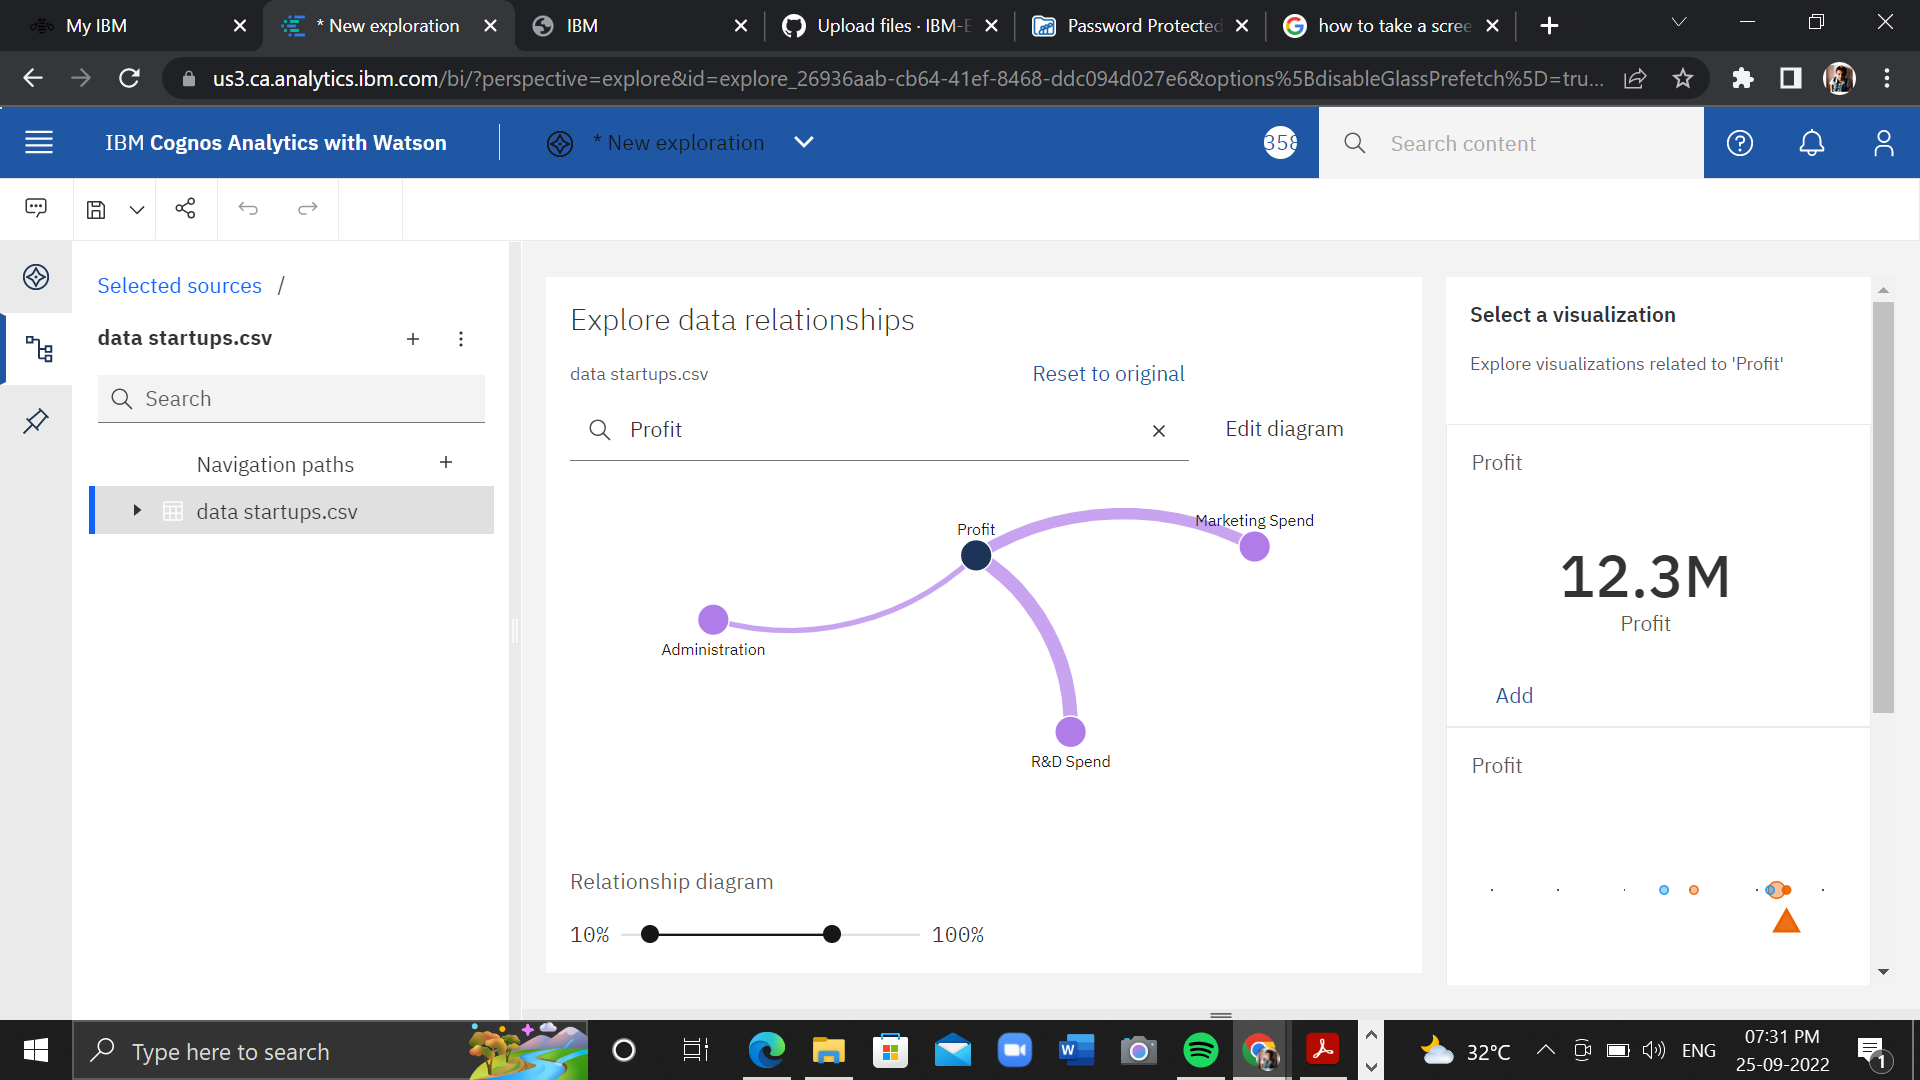 My IBM
* New exploration
IBM
Upload files · IBM-E
Password Protected
how to take a scree
us3.ca.analytics.ibm.com/bi/?perspective=explore&id=explore_26936aab-cb64-41ef-8468-ddc094d027e6&options%5BdisableGlassPrefetch%5D=tru...
IBM Cognos Analytics with Watson
* New exploration
358
Search content
Selected sources /
data startups.csv
Search
Navigation paths
data startups.csv
Explore data relationships
data startups.csv
Reset to original
Profit
Edit diagram
Profit
Marketing Spend
Administration
R&D Spend
Relationship diagram
10%
100%
Select a visualization
Explore visualizations related to 'Profit'
Profit
12.3M
Profit
Add
Profit
Type here to search
32°C
ENG
07:31 PM
25-09-2022
1